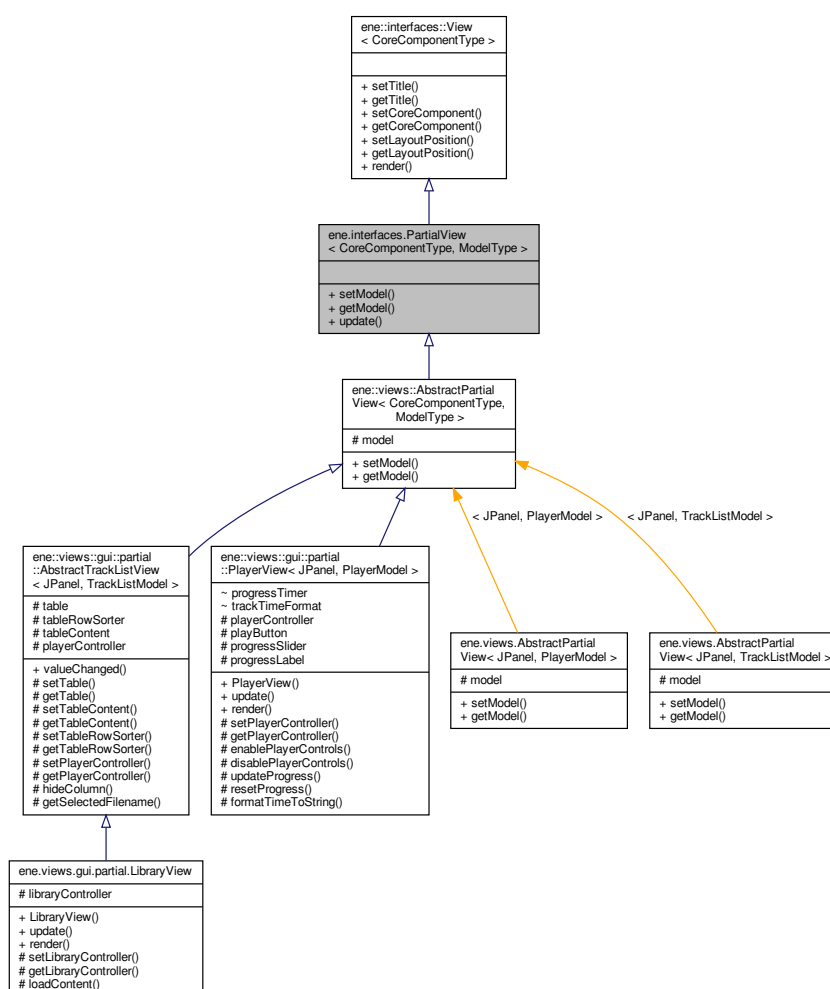 ene::interfaces::View
< CoreComponentType >
+ setTitle()
+ getTitle()
+ setCoreComponent()
+ getCoreComponent()
+ setLayoutPosition()
+ getLayoutPosition()
+ render()
ene.interfaces.PartialView
< CoreComponentType, ModelType >
+ setModel()
+ getModel()
+ update()
ene::views::AbstractPartial
View< CoreComponentType,
ModelType >
# model
+ setModel()
+ getModel()
< JPanel, PlayerModel >
< JPanel, TrackListModel >
ene::views::gui::partial
::AbstractTrackListView
< JPanel, TrackListModel >
# table
# tableRowSorter
# tableContent
# playerController
+ valueChanged()
# setTable()
# getTable()
# setTableContent()
# getTableContent()
# setTableRowSorter()
# getTableRowSorter()
# setPlayerController()
# getPlayerController()
# hideColumn()
# getSelectedFilename()
ene::views::gui::partial
::PlayerView< JPanel, PlayerModel >
~ progressTimer
~ trackTimeFormat
# playerController
# playButton
# progressSlider
# progressLabel
+ PlayerView()
+ update()
+ render()
# setPlayerController()
# getPlayerController()
# enablePlayerControls()
# disablePlayerControls()
# updateProgress()
# resetProgress()
# formatTimeToString()
ene.views.AbstractPartial
View< JPanel, PlayerModel >
# model
+ setModel()
+ getModel()
ene.views.AbstractPartial
View< JPanel, TrackListModel >
# model
+ setModel()
+ getModel()
ene.views.gui.partial.LibraryView
# libraryController
+ LibraryView()
+ update()
+ render()
# setLibraryController()
# getLibraryController()
# loadContent()